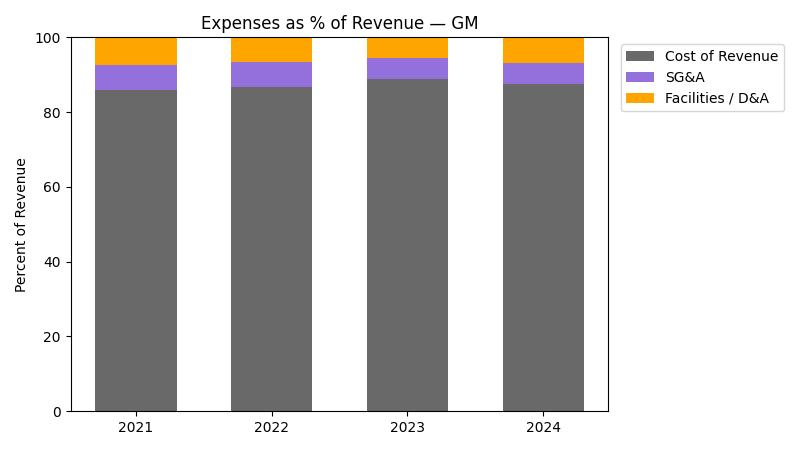 Expenses as % of Revenue — GM
Percent of Revenue
100
80
60
40
20
0
2021
2022
2023
2024
Cost of Revenue
SG&A
Facilities / D&A